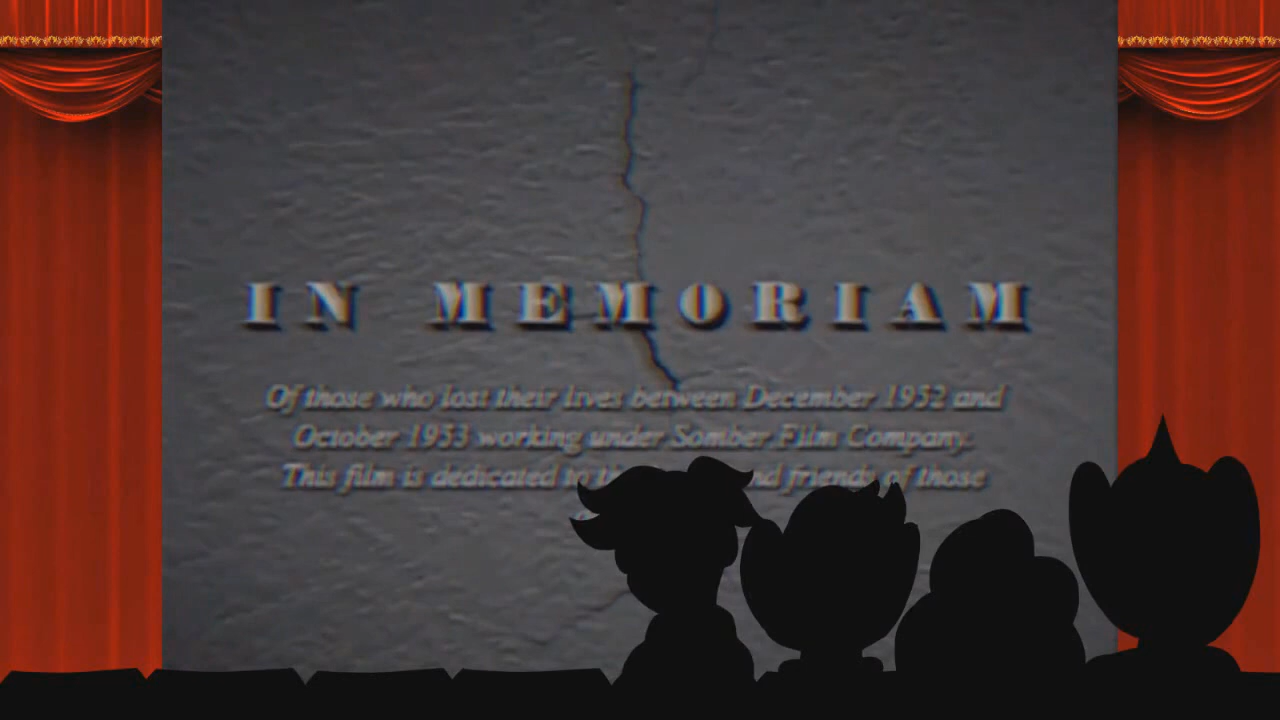 IN MEMORIAM
Of those who lost their lives between December 1952 and
October 1953 working under Somber Film Company.
This film is dedicated to nd friends of those